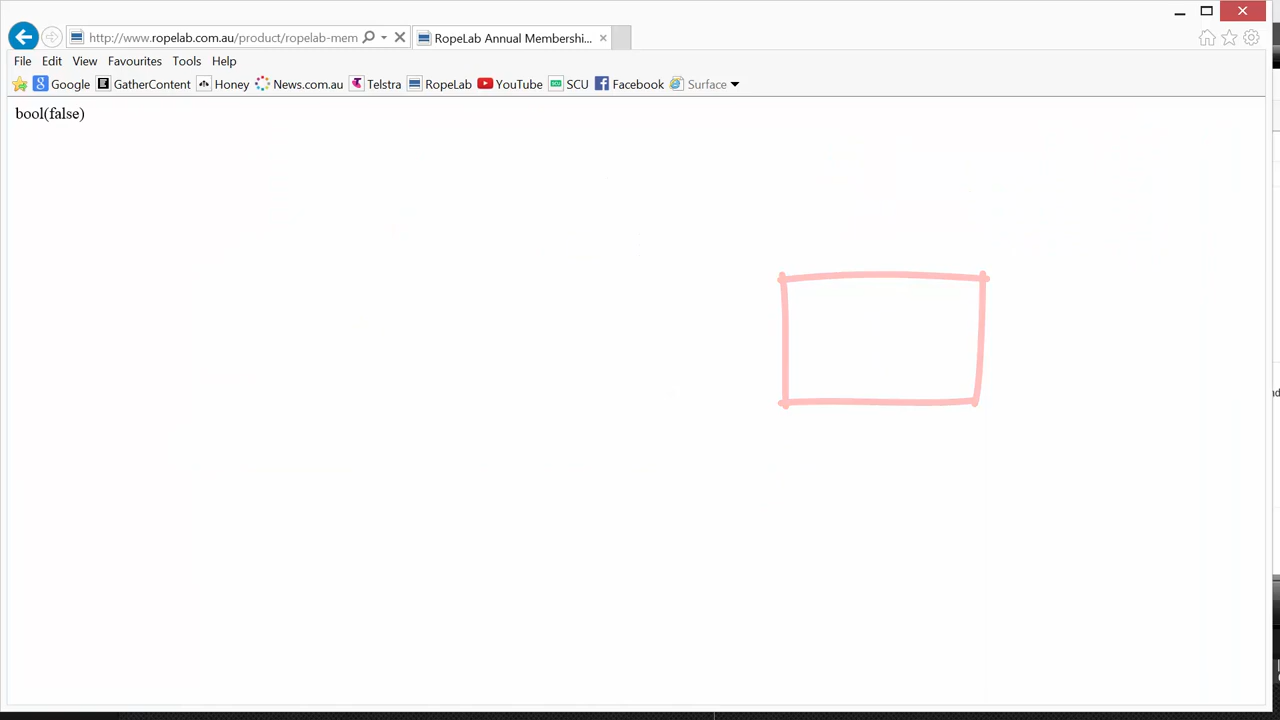 http://www.ropelab.com.au/product/ropelab-mem
RopeLab Annual Membershi...
File Edit View Favourites Tools Help
Google GatherContent Honey News.com.au Telstra RopeLab YouTube SCU Facebook Surface
bool(false)